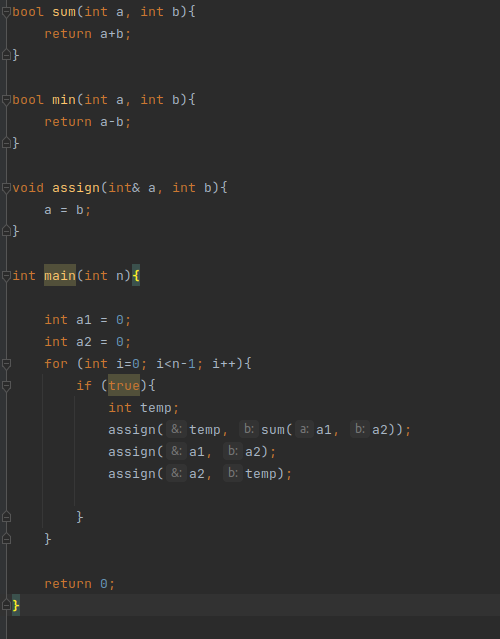 bool sum(int a, int b){
return a+b;
}
bool min(int a, int b){
return a-b;
}
void assign(int& a, int b){
a = b;
}
int main(int n){
int a1 = 0;
int a2 = 0;
for (int i=0; i<n-1; i++){
if (true){
int temp;
assign( &: temp, b: sum( a: a1, b: a2));
assign( &: a1, b: a2);
assign( &: a2, b: temp);
}
}
return 0;
}